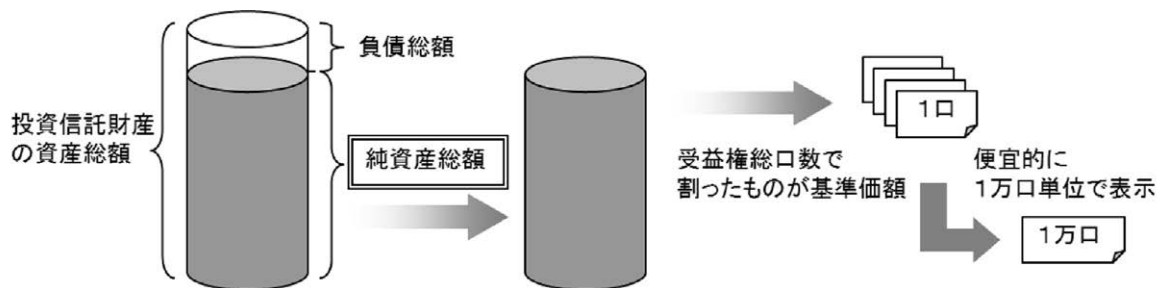 負債総額
投資信託財産
の資産総額
純資産総額
受益権総口数で
割ったものが基準価額
1口
便宜的に
1万口単位で表示
1万口